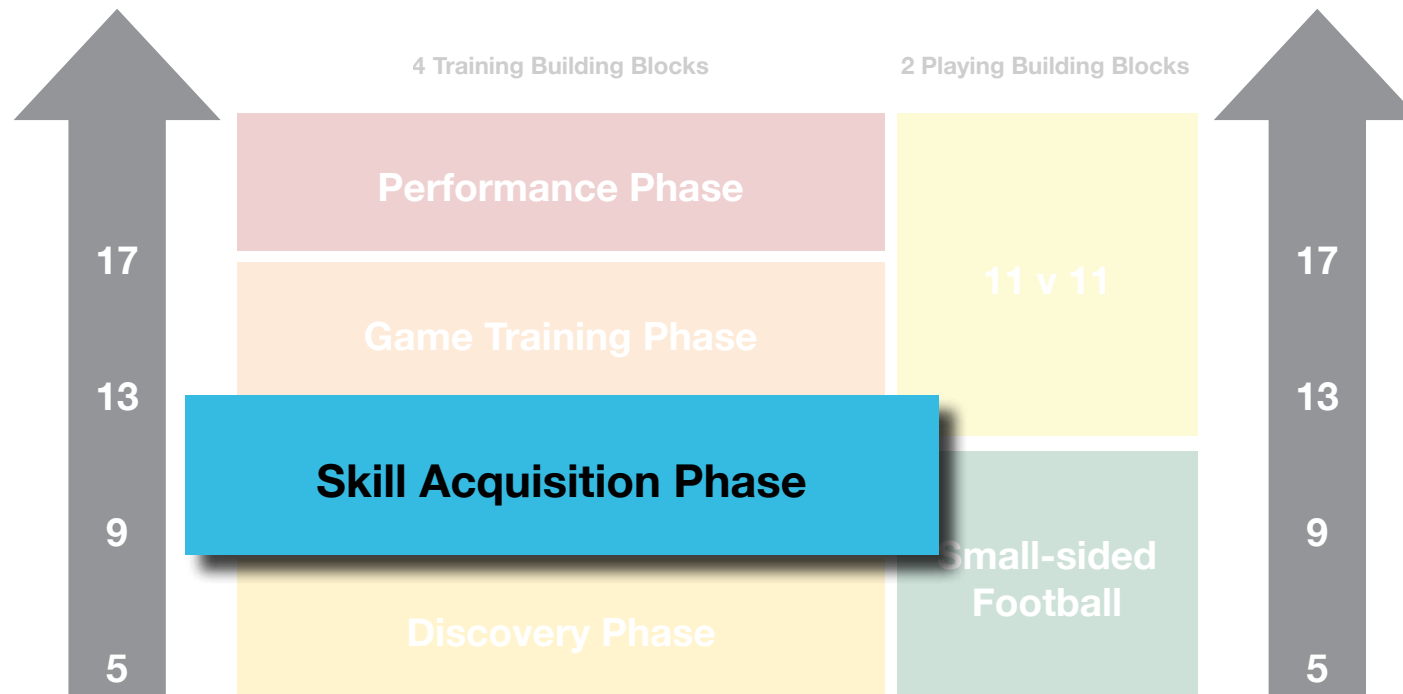 4 Training Building Blocks
2 Playing Building Blocks
Performance Phase
17
11 v 11
17
Game Training Phase
13
13
Skill Acquisition Phase
9
9
Small-sided
Football
Discovery Phase
5
5